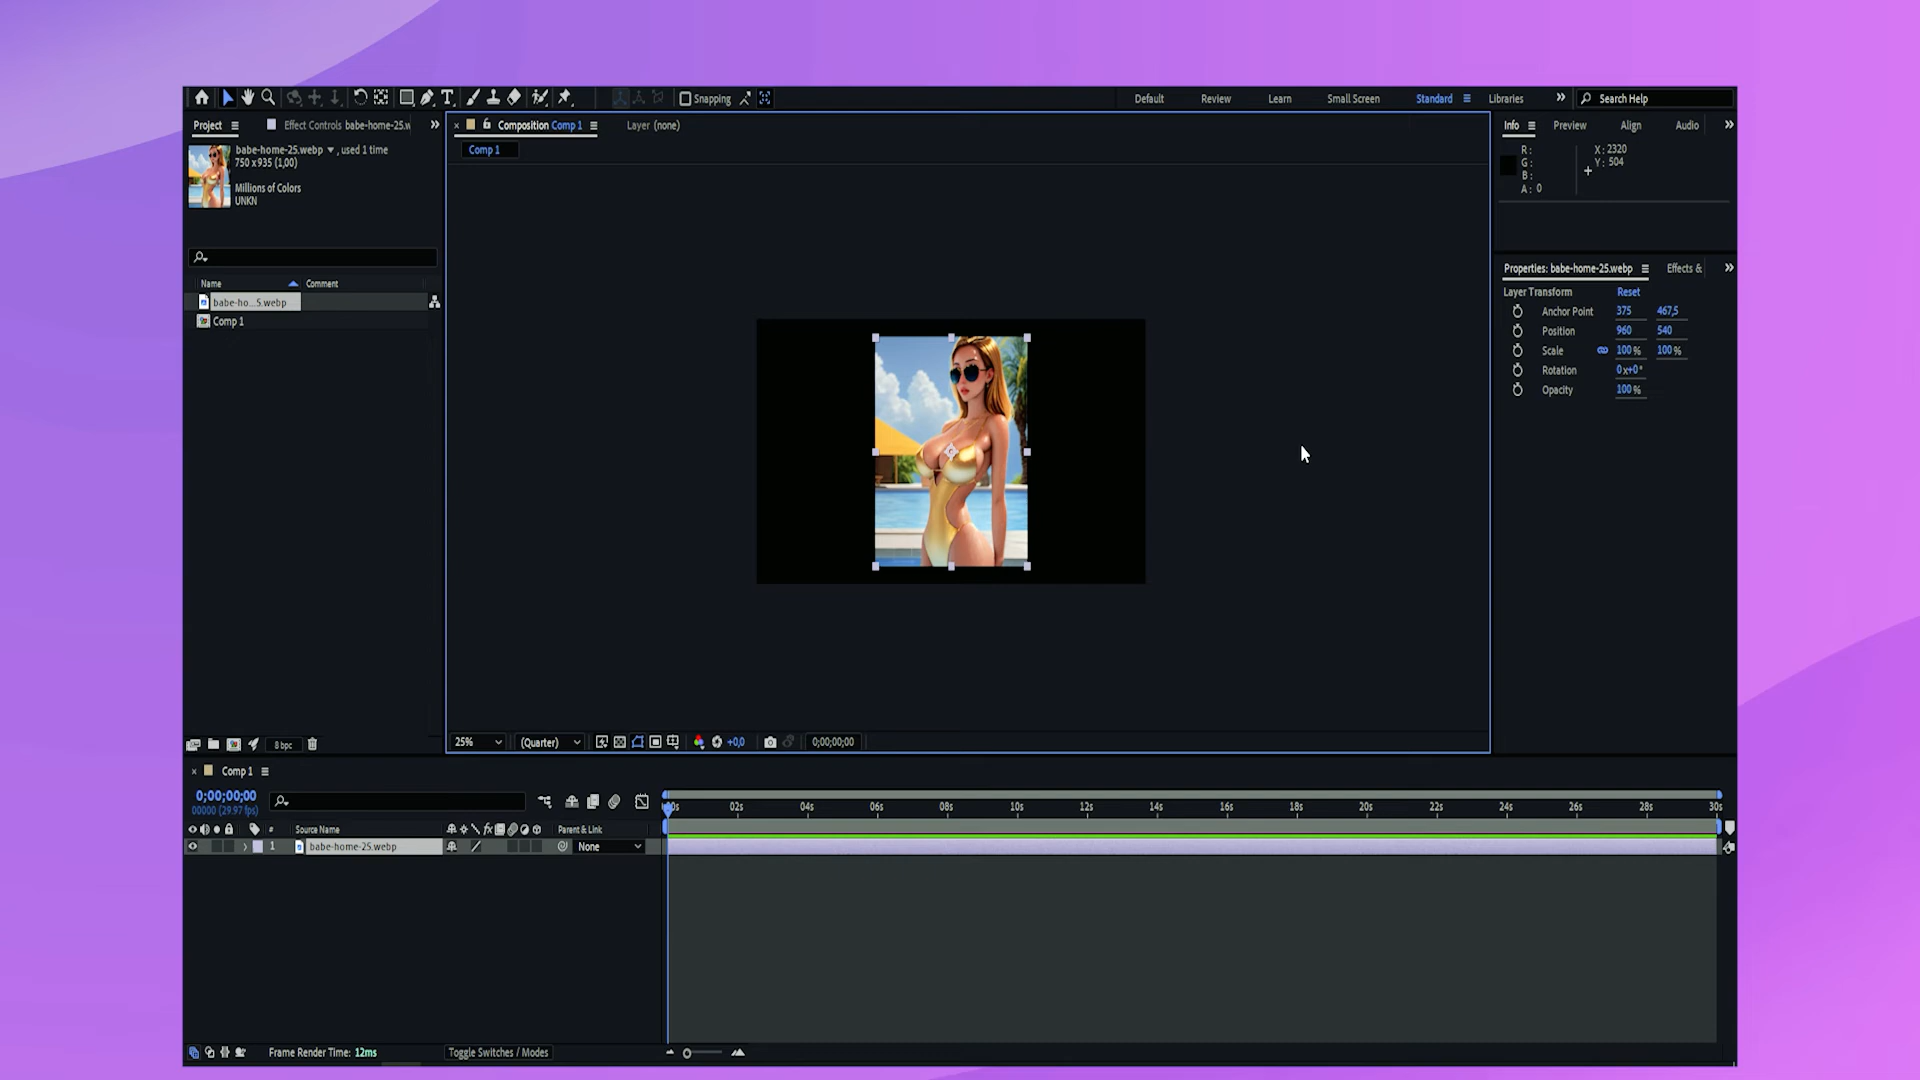 Snapping
Default
Review
Learn
Small Screen
Standard
Libraries
Search Help
Project
Effect Controls babe-home-25.w
Composition Comp 1
Layer (none)
Info
Preview
Align
Audio
babe-home-25.webp , used 1 time
750 x 935 (1,00)
Millions of Colors
UNKN
Comp 1
R :
G :
B :
A : 0
X : 2320
Y : 504
Name
Comment
babe-ho...5.webp
Comp 1
Properties: babe-home-25.webp
Effects &
Layer Transform
Reset
Anchor Point 375 467,5
Position 960 540
Scale 100 % 100 %
Rotation 0x+0°
Opacity 100 %
8 bpc
25%
(Quarter)
+0,0
0;00;00;00
Comp 1
0;00;00;00
00000 (29.97 fps)
02s 04s 06s 08s 10s 12s 14s 16s 18s 20s 22s 24s 26s 28s 30s
# Source Name
Parent & Link
1 babe-home-25.webp
None
Frame Render Time: 12ms
Toggle Switches / Modes